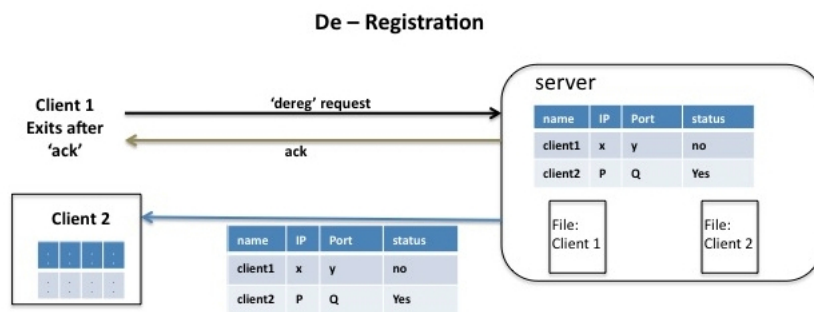 De – Registration
server
Client 1
Exits after
‘ack’
‘dereg’ request
ack
name IP Port status
client1 x y no
client2 P Q Yes
File:
Client 1
File:
Client 2
Client 2
: : : :
: : : :
name IP Port status
client1 x y no
client2 P Q Yes